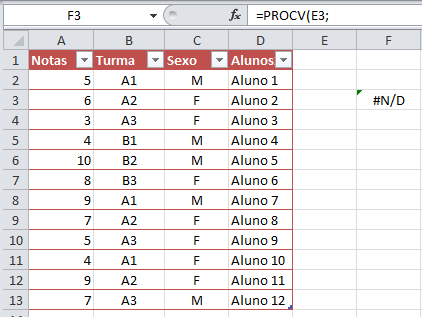 F3 fx =PROCV(E3;
A B C D E F
1 Notas Turma Sexo Alunos
2 5 A1 M Aluno 1
3 6 A2 F Aluno 2 #N/D
4 3 A3 F Aluno 3
5 4 B1 M Aluno 4
6 10 B2 M Aluno 5
7 8 B3 F Aluno 6
8 9 A1 M Aluno 7
9 7 A2 F Aluno 8
10 5 A3 F Aluno 9
11 4 A1 F Aluno 10
12 9 A2 F Aluno 11
13 7 A3 M Aluno 12